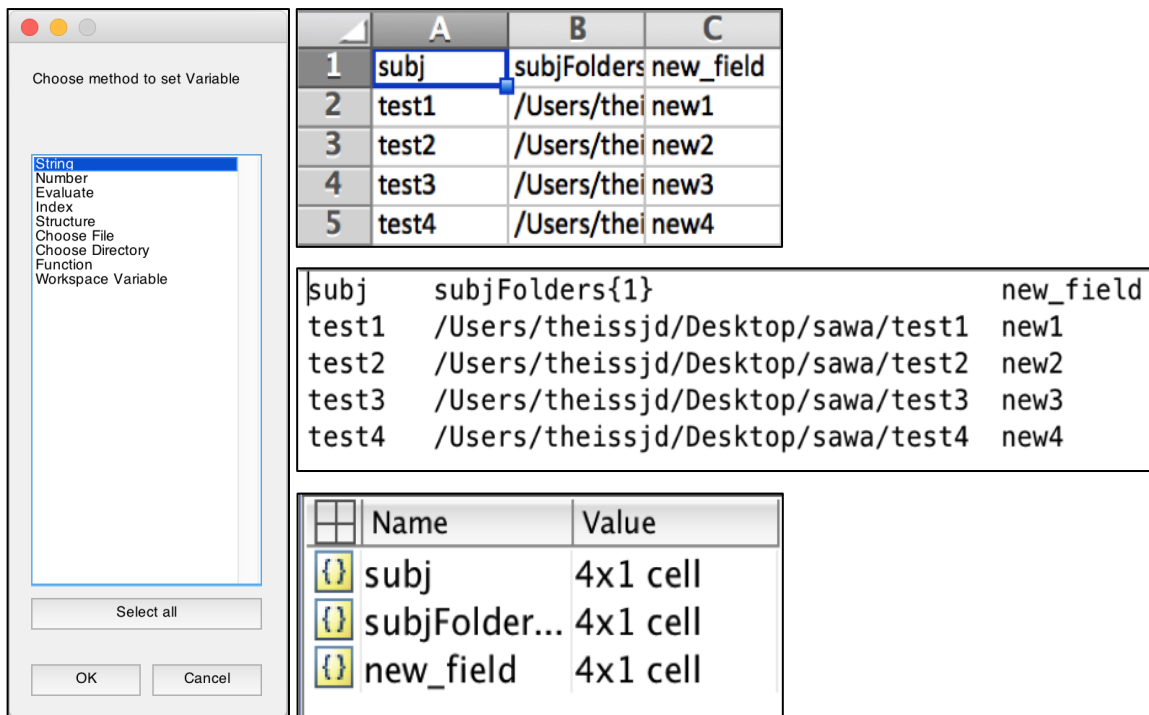 Choose method to set Variable
String
Number
Evaluate
Index
Structure
Choose File
Choose Directory
Function
Workspace Variable
Select all
OK Cancel
A B C
1 subj subjFolders new_field
2 test1 /Users/thei new1
3 test2 /Users/thei new2
4 test3 /Users/thei new3
5 test4 /Users/thei new4
subj subjFolders{1} new_field
test1 /Users/theissjd/Desktop/sawa/test1 new1
test2 /Users/theissjd/Desktop/sawa/test2 new2
test3 /Users/theissjd/Desktop/sawa/test3 new3
test4 /Users/theissjd/Desktop/sawa/test4 new4
Name Value
{} subj 4x1 cell
{} subjFolder... 4x1 cell
{} new_field 4x1 cell